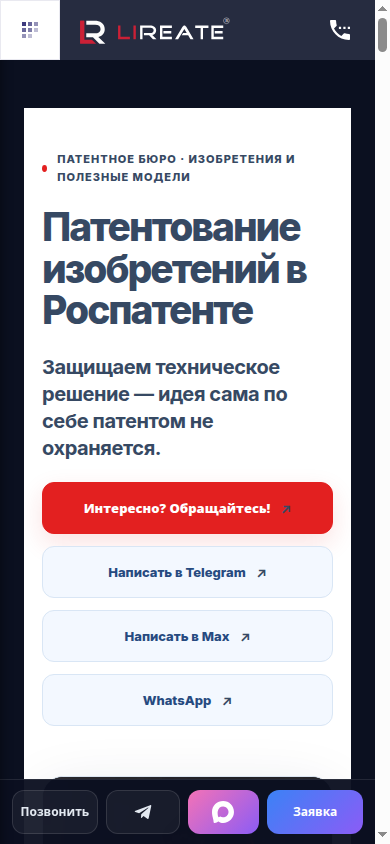 LIREATE®
ПАТЕНТНОЕ БЮРО · ИЗОБРЕТЕНИЯ И
ПОЛЕЗНЫЕ МОДЕЛИ
Патентование
изобретений в
Роспатенте
Защищаем техническое
решение — идея сама по
себе патентом не
охраняется.
Интересно? Обращайтесь! ↗
Написать в Telegram ↗
Написать в Max ↗
WhatsApp ↗
Позвонить
Заявка